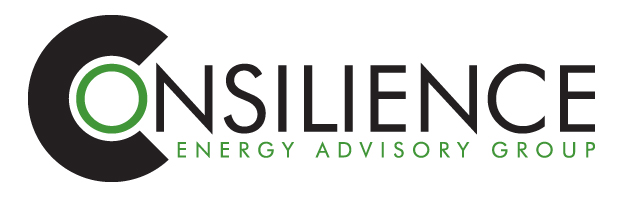 CONSILIENCE
ENERGY ADVISORY GROUP